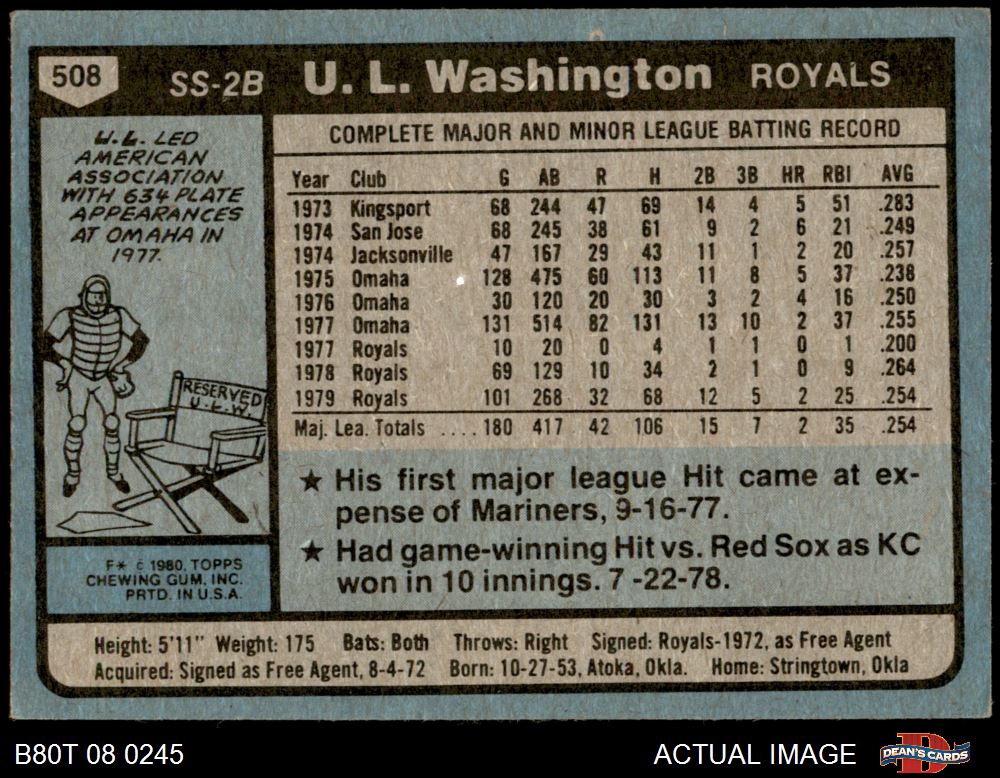 508 SS-2B U. L. Washington ROYALS
U.L. LED
AMERICAN
ASSOCIATION
WITH 634 PLATE
APPEARANCES
AT OMAHA IN
1977.
RESERVED
U.L.W.
F* © 1980, TOPPS
CHEWING GUM, INC.
PRTD. IN U.S.A.
COMPLETE MAJOR AND MINOR LEAGUE BATTING RECORD
Year Club G AB R H 2B 3B HR RBI AVG
1973 Kingsport 68 244 47 69 14 4 5 51 .283
1974 San Jose 68 245 38 61 9 2 6 21 .249
1974 Jacksonville 47 167 29 43 11 1 2 20 .257
1975 Omaha 128 475 60 113 11 8 5 37 .238
1976 Omaha 30 120 20 30 3 2 4 16 .250
1977 Omaha 131 514 82 131 13 10 2 37 .255
1977 Royals 10 20 0 4 1 1 0 1 .200
1978 Royals 69 129 10 34 2 1 0 9 .264
1979 Royals 101 268 32 68 12 5 2 25 .254
Maj. Lea. Totals .... 180 417 42 106 15 7 2 35 .254
★ His first major league Hit came at ex-
pense of Mariners, 9-16-77.
★ Had game-winning Hit vs. Red Sox as KC
won in 10 innings. 7 -22-78.
Height: 5'11" Weight: 175 Bats: Both Throws: Right Signed: Royals-1972, as Free Agent
Acquired: Signed as Free Agent, 8-4-72 Born: 10-27-53, Atoka, Okla. Home: Stringtown, Okla
B80T 08 0245 ACTUAL IMAGE DEAN'S CARDS